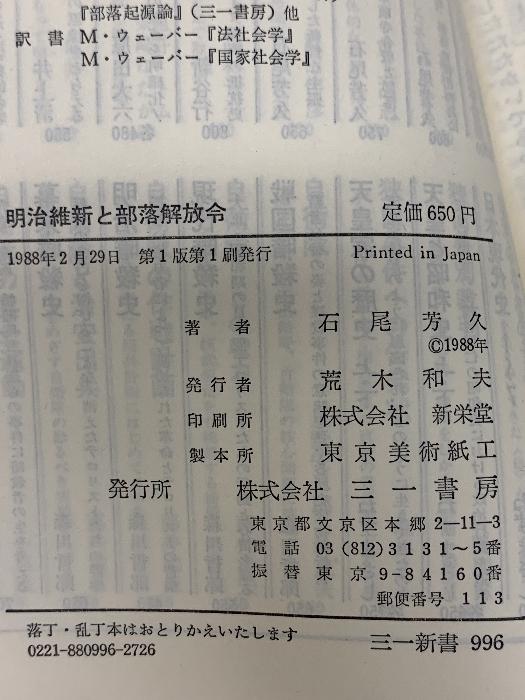 『部落起源論』(三一書房)他
訳書 M・ウェーバー『法社会学』
M・ウェーバー『国家社会学』
明治維新と部落解放令 定価650円
1988年2月29日 第1版第1刷発行 Printed in Japan
著者 石尾芳久
©1988年
発行者 荒木和夫
印刷所 株式会社 新栄堂
製本所 東京美術紙工
発行所 株式会社 三一書房
東京都文京区本郷2—11—3
電話 03(812)3131〜5番
振替 東京 9-84160番
郵便番号 113
落丁・乱丁本はおとりかえいたします
0221-880996-2726
三一新書 996